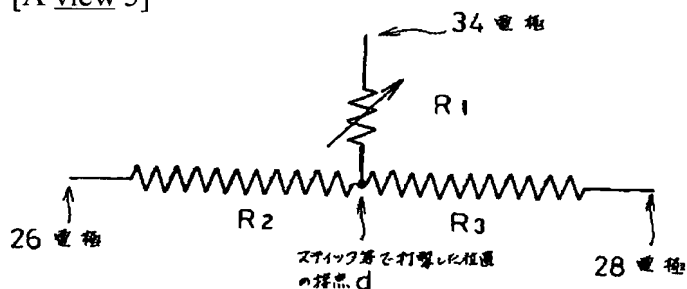 [A view 3]
34 電極
R1
R2
R3
26 電極
スティック等で打撃した位置
の接点 d
28 電極